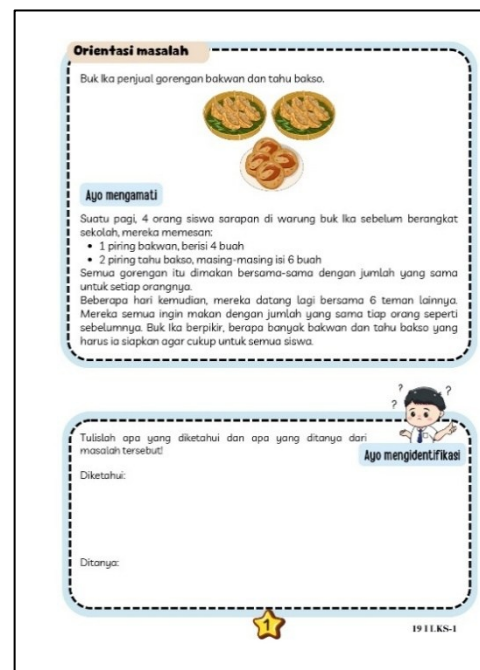 Orientasi masalah
Buk Ika penjual gorengan bakwan dan tahu bakso.
Ayo mengamati
Suatu pagi, 4 orang siswa sarapan di warung buk Ika sebelum berangkat
sekolah, mereka memesan:
• 1 piring bakwan, berisi 4 buah
• 2 piring tahu bakso, masing-masing isi 6 buah
Semua gorengan itu dimakan bersama-sama dengan jumlah yang sama
untuk setiap orangnya.
Beberapa hari kemudian, mereka datang lagi bersama 6 teman lainnya.
Mereka semua ingin makan dengan jumlah yang sama tiap orang seperti
sebelumnya. Buk Ika berpikir, berapa banyak bakwan dan tahu bakso yang
harus ia siapkan agar cukup untuk semua siswa.
? ?
?
Tulislah apa yang diketahui dan apa yang ditanya dari
masalah tersebut!
Ayo mengidentifikasi
Diketahui:
Ditanya:
1
19 I LKS-1